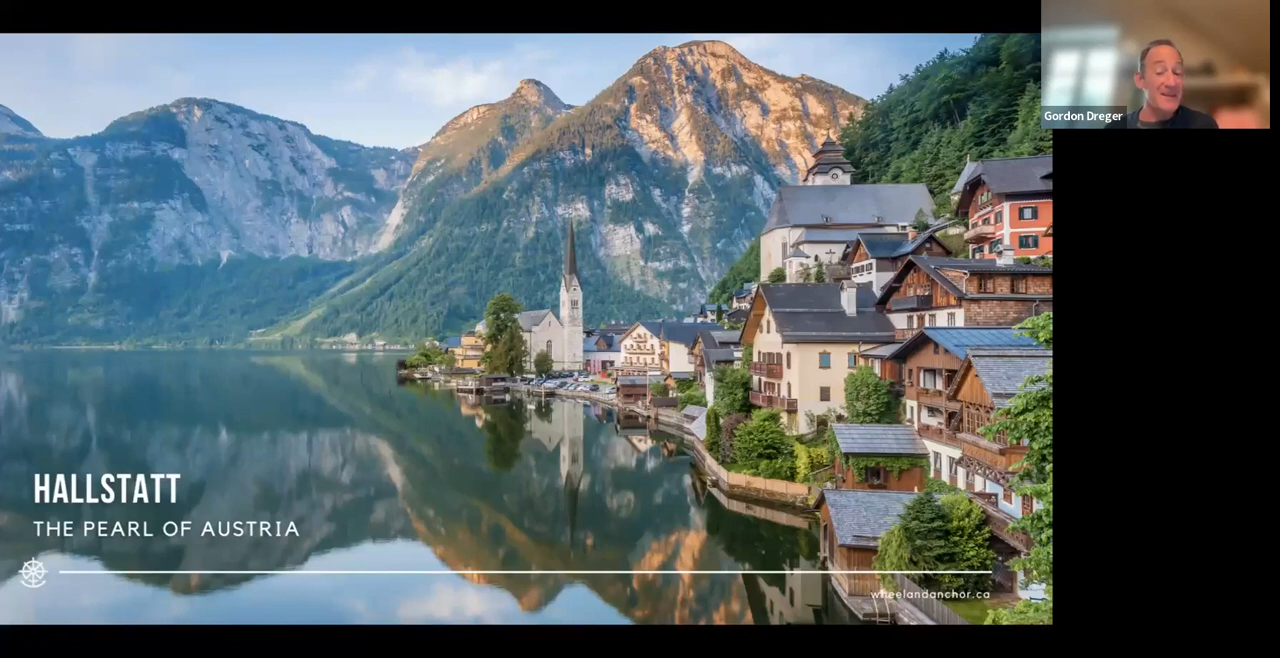 Gordon Dreger
HALLSTATT
THE PEARL OF AUSTRIA
wheelandanchor.ca